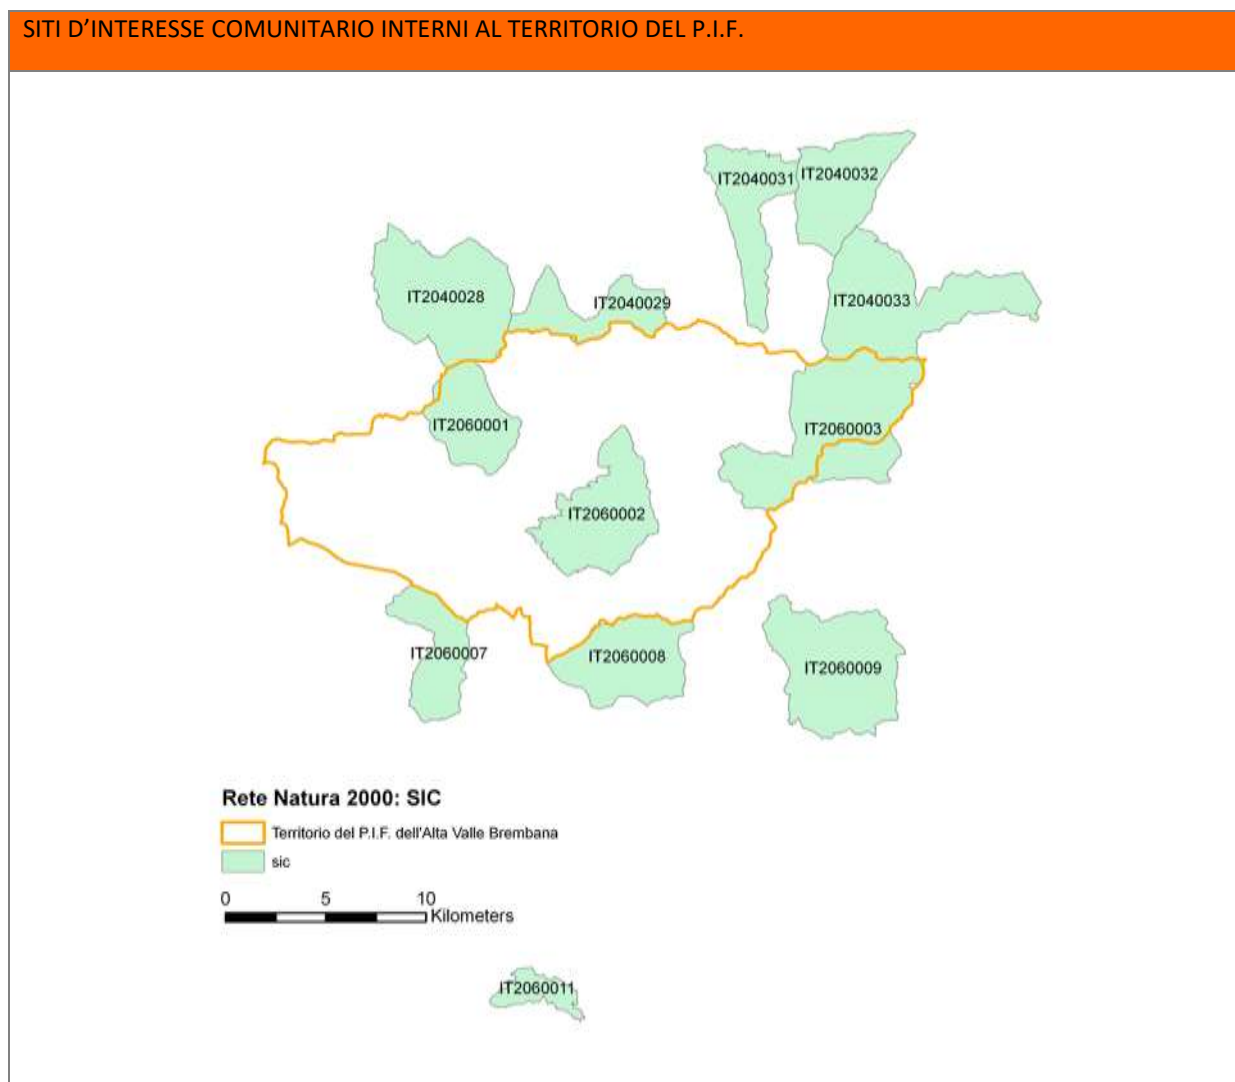 SITI D'INTERESSE COMUNITARIO INTERNI AL TERRITORIO DEL P.I.F.
IT2040031
IT2040032
IT2040028
IT2040029
IT2040033
IT2060001
IT2060003
IT2060002
IT2060007
IT2060008
IT2060009
Rete Natura 2000: SIC
Territorio del P.I.F. dell'Alta Valle Brembana
sic
0 5 10
Kilometers
IT2060011